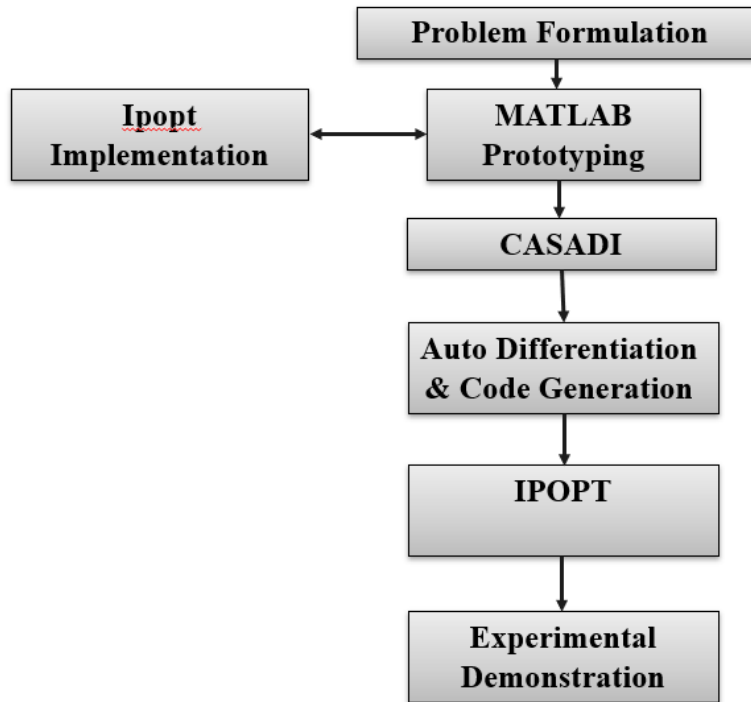 Problem Formulation
Ipopt
Implementation
MATLAB
Prototyping
CASADI
Auto Differentiation
& Code Generation
IPOPT
Experimental
Demonstration